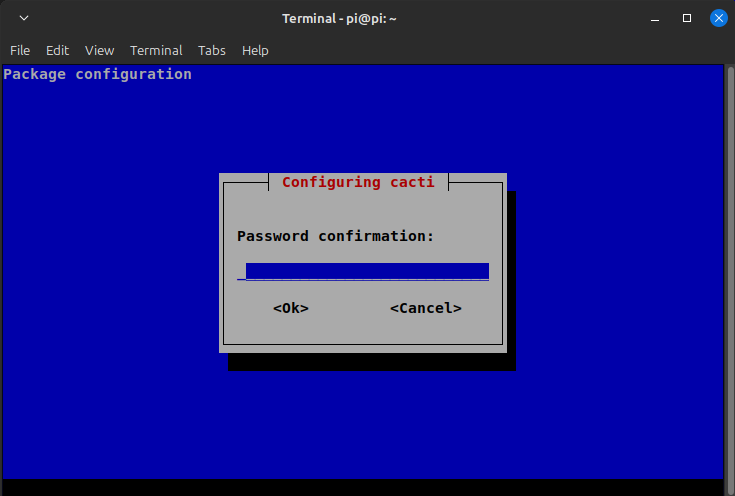 Terminal - pi@pi: ~
File Edit View Terminal Tabs Help
Package configuration
Configuring cacti
Password confirmation:
<Ok> <Cancel>